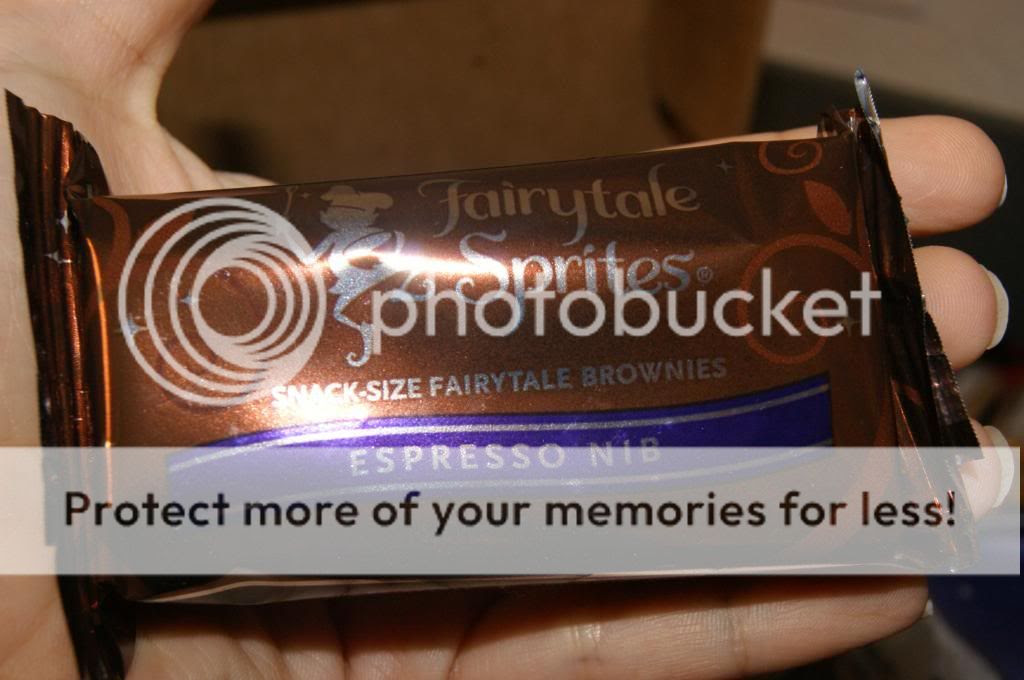 Fairytale
Sprites®
photobucket
SNACK-SIZE FAIRYTALE BROWNIES
ESPRESSO NIB
Protect more of your memories for less!